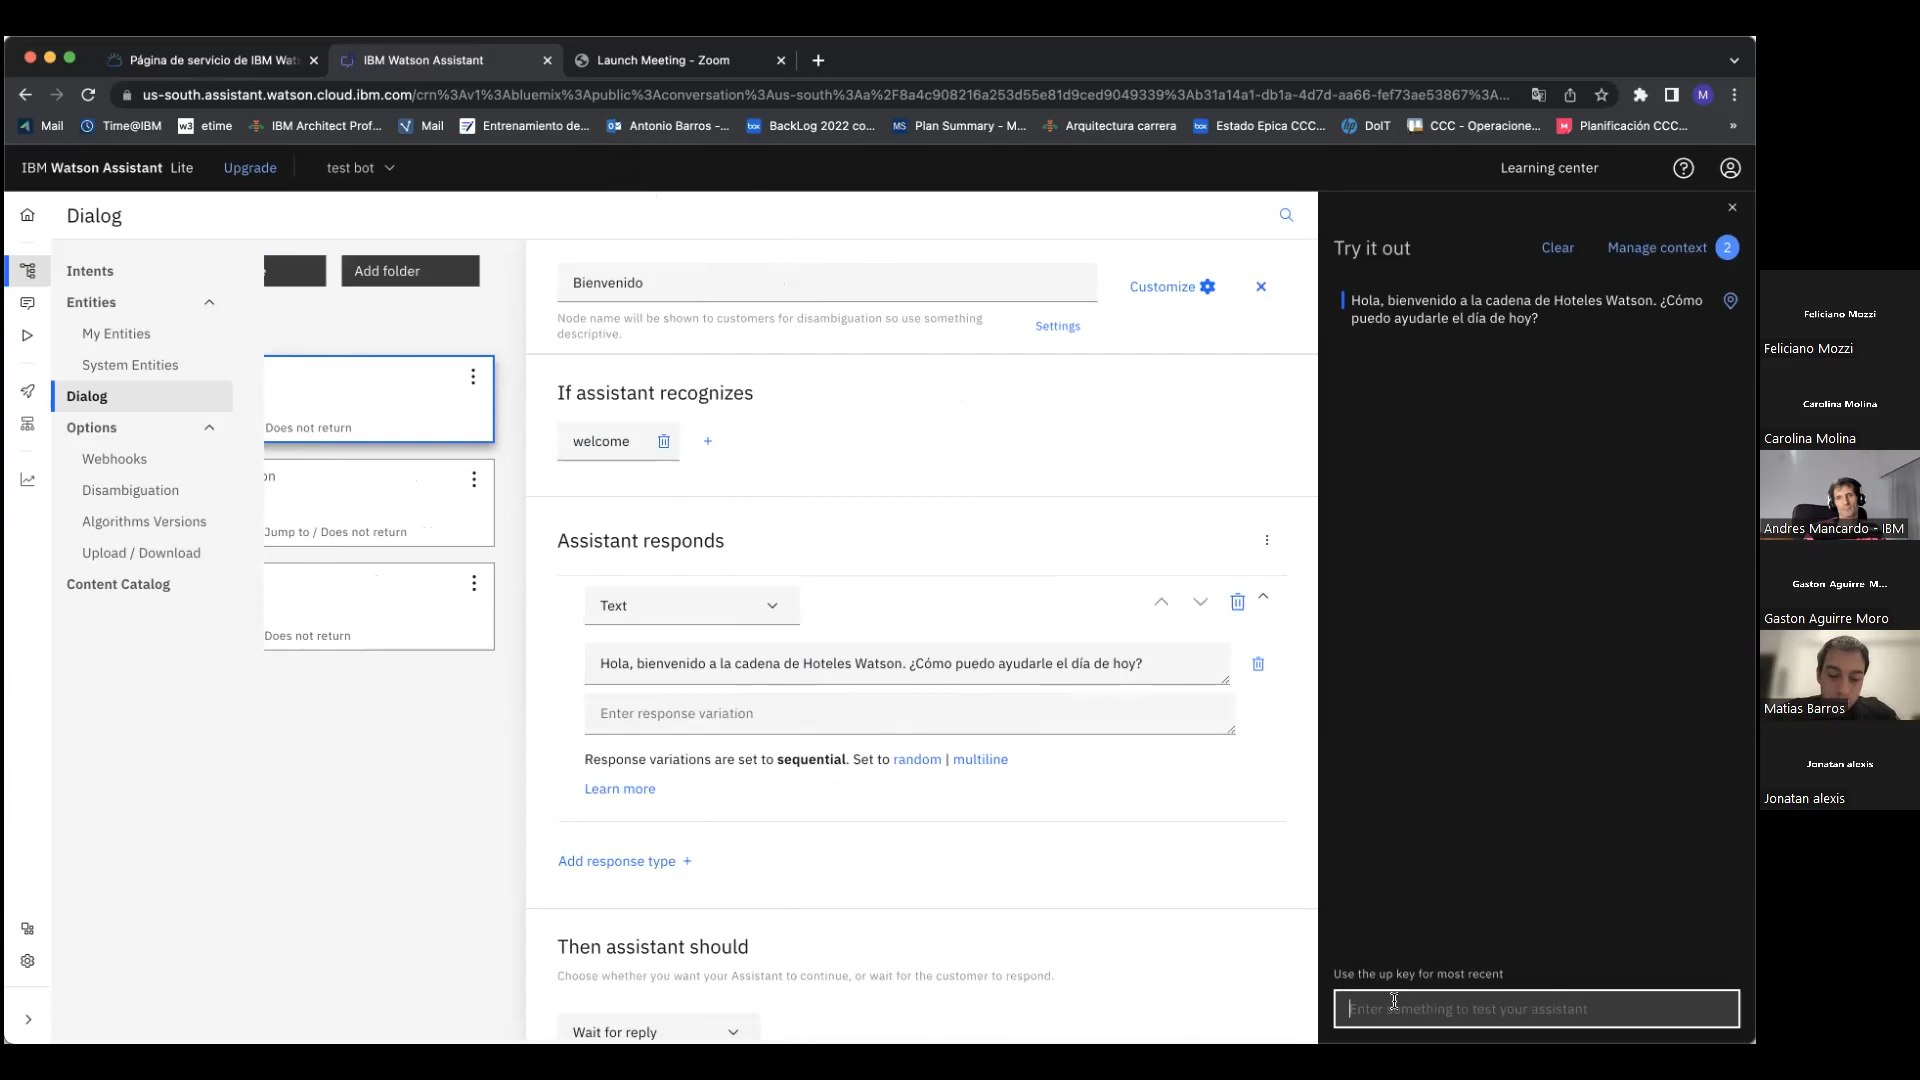 Página de servicio de IBM Wat
IBM Watson Assistant
Launch Meeting - Zoom
us-south.assistant.watson.cloud.ibm.com/crn%3Av1%3Abluemix%3Apublic%3Aconversation%3Aus-south%3Aa%2F8a4c908216a253d55e81d9ced9049339%3Ab31a14a1-db1a-4d7d-aa66-fef73ae53867%3A...
M
Mail
Time@IBM
w3 etime
IBM Architect Prof...
Mail
Entrenamiento de...
Antonio Barros -...
box BackLog 2022 co...
MS Plan Summary - M...
Arquitectura carrera
box Estado Epica CCC...
DoIT
CCC - Operacione...
Planificación CCC...
»
IBM Watson Assistant Lite
Upgrade
test bot
Learning center
Dialog
Intents
Entities
My Entities
System Entities
Dialog
Options
Webhooks
Disambiguation
Algorithms Versions
Upload / Download
Content Catalog
Add folder
Does not return
on
Jump to / Does not return
Does not return
Bienvenido
Customize
Node name will be shown to customers for disambiguation so use something
descriptive.
Settings
If assistant recognizes
welcome
+
Assistant responds
Text
Hola, bienvenido a la cadena de Hoteles Watson. ¿Cómo puedo ayudarle el día de hoy?
Enter response variation
Response variations are set to sequential. Set to random | multiline
Learn more
Add response type +
Then assistant should
Choose whether you want your Assistant to continue, or wait for the customer to respond.
Wait for reply
Try it out
Clear
Manage context 2
Hola, bienvenido a la cadena de Hoteles Watson. ¿Cómo
puedo ayudarle el día de hoy?
Use the up key for most recent
Enter something to test your assistant
Feliciano Mozzi
Feliciano Mozzi
Carolina Molina
Carolina Molina
Andres Mancardo - IBM
Gaston Aguirre M...
Gaston Aguirre Moro
Matias Barros
Jonatan alexis
Jonatan alexis